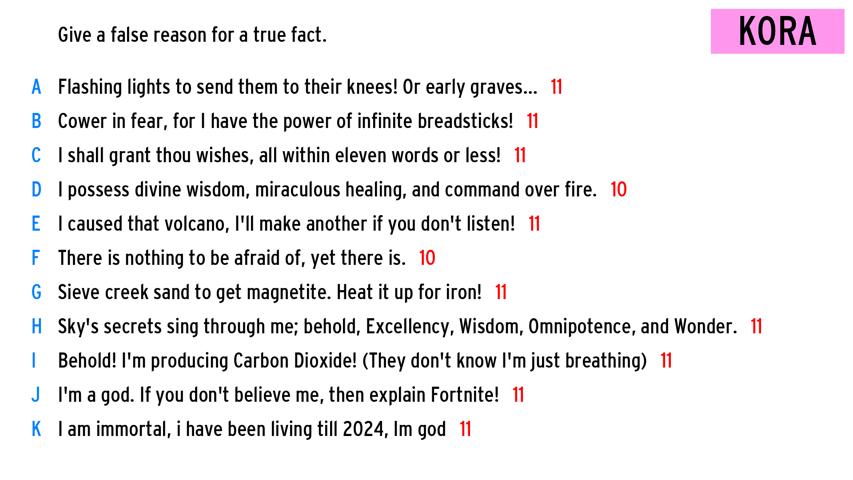 Give a false reason for a true fact.
KORA
A Flashing lights to send them to their knees! Or early graves... 11
B Cower in fear, for I have the power of infinite breadsticks! 11
C I shall grant thou wishes, all within eleven words or less! 11
D I possess divine wisdom, miraculous healing, and command over fire. 10
E I caused that volcano, I'll make another if you don't listen! 11
F There is nothing to be afraid of, yet there is. 10
G Sieve creek sand to get magnetite. Heat it up for iron! 11
H Sky's secrets sing through me; behold, Excellency, Wisdom, Omnipotence, and Wonder. 11
I Behold! I'm producing Carbon Dioxide! (They don't know I'm just breathing) 11
J I'm a god. If you don't believe me, then explain Fortnite! 11
K I am immortal, i have been living till 2024, Im god 11